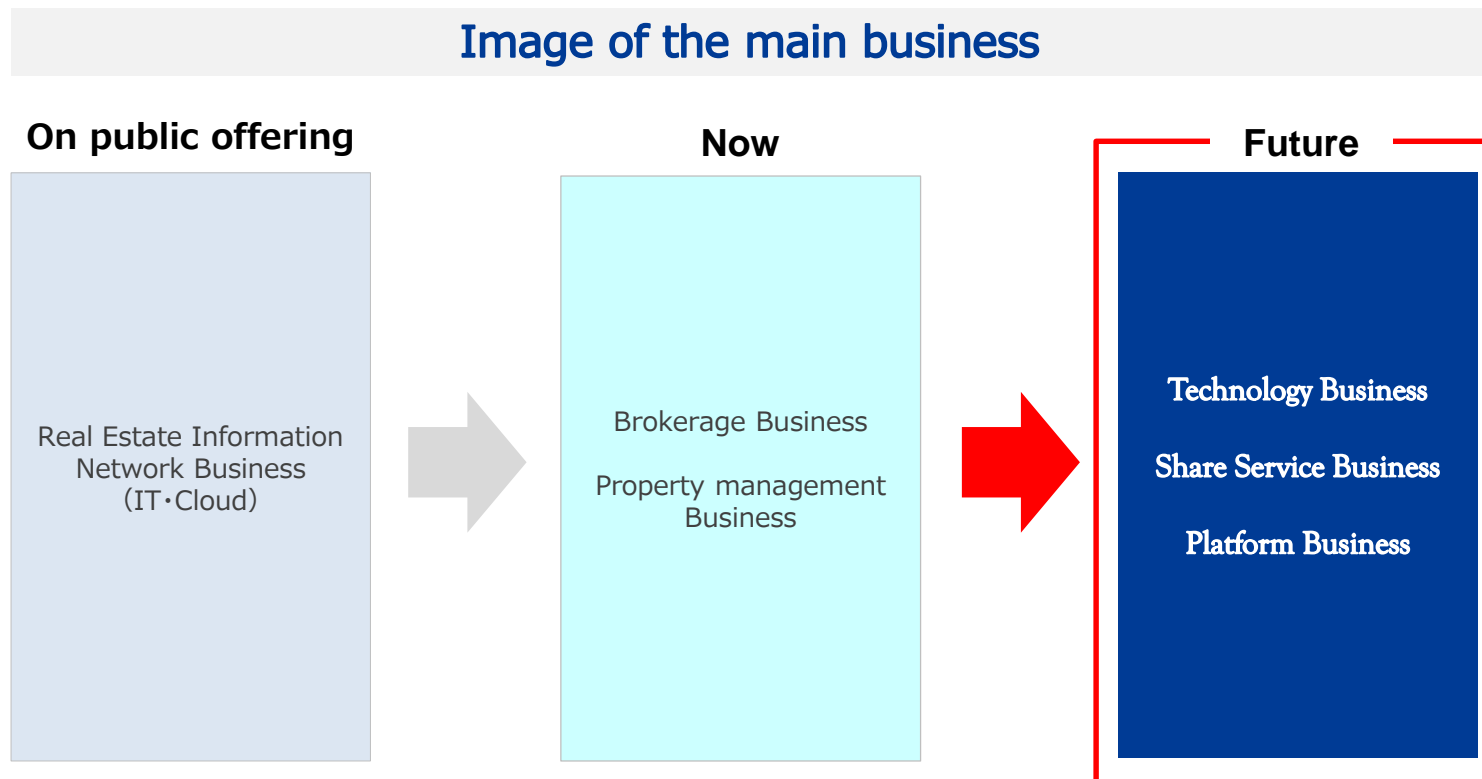 Image of the main business
On public offering
Now
Future
Real Estate Information
Network Business
（IT･Cloud）
Brokerage Business
Property management
Business
Technology Business
Share Service Business
Platform Business